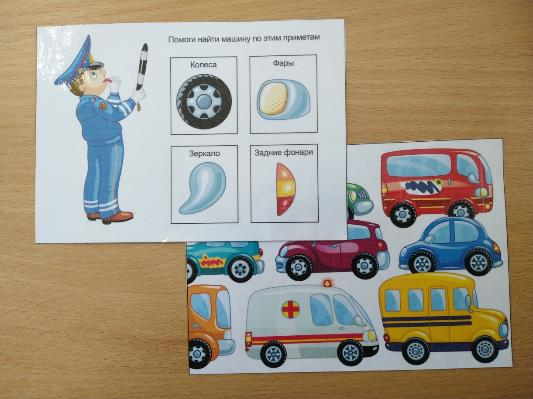 Помоги найти машину по этим приметам
Колеса
Фары
Зеркало
Задние фонари